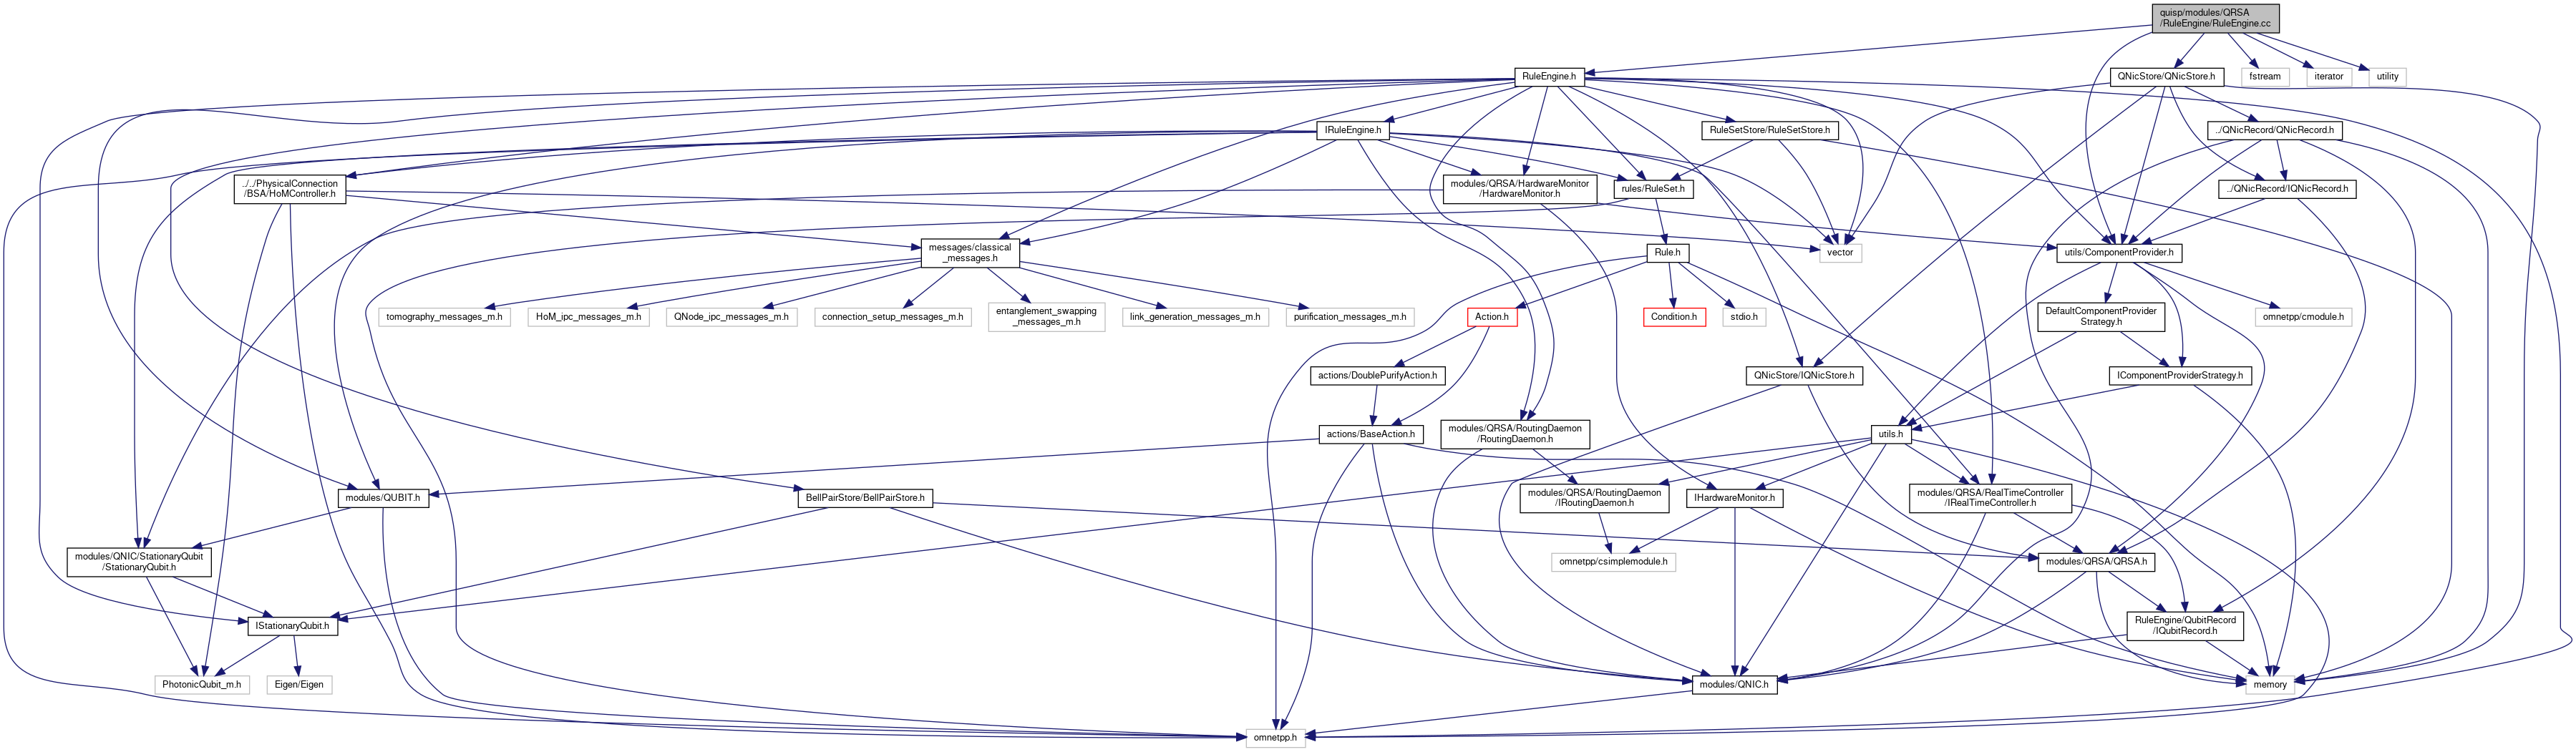 quisp/modules/QRSA
/RuleEngine/RuleEngine.cc
RuleEngine.h
QNicStore/QNicStore.h
fstream
iterator
utility
IRuleEngine.h
RuleSetStore/RuleSetStore.h
../QNicRecord/QNicRecord.h
../../PhysicalConnection
/BSA/HoMController.h
modules/QRSA/HardwareMonitor
/HardwareMonitor.h
rules/RuleSet.h
../QNicRecord/IQNicRecord.h
messages/classical
_messages.h
Rule.h
vector
utils/ComponentProvider.h
tomography_messages_m.h
HoM_ipc_messages_m.h
QNode_ipc_messages_m.h
connection_setup_messages_m.h
entanglement_swapping
_messages_m.h
link_generation_messages_m.h
purification_messages_m.h
Action.h
Condition.h
stdio.h
DefaultComponentProvider
Strategy.h
omnetpp/cmodule.h
actions/DoublePurifyAction.h
QNicStore/IQNicStore.h
IComponentProviderStrategy.h
actions/BaseAction.h
modules/QRSA/RoutingDaemon
/RoutingDaemon.h
utils.h
modules/QUBIT.h
BellPairStore/BellPairStore.h
modules/QRSA/RoutingDaemon
/IRoutingDaemon.h
IHardwareMonitor.h
modules/QRSA/RealTimeController
/IRealTimeController.h
modules/QNIC/StationaryQubit
/StationaryQubit.h
omnetpp/csimplemodule.h
modules/QRSA/QRSA.h
IStationaryQubit.h
RuleEngine/QubitRecord
/IQubitRecord.h
PhotonicQubit_m.h
Eigen/Eigen
modules/QNIC.h
memory
omnetpp.h